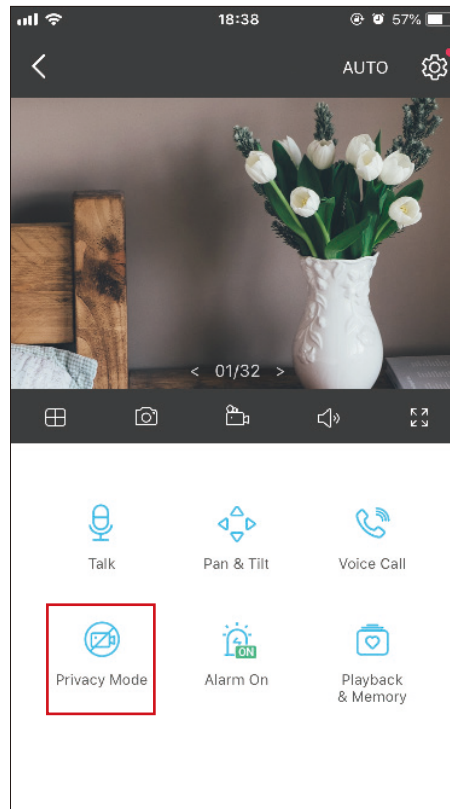 18:38
57%
AUTO
< 01/32 >
Talk
Pan & Tilt
Voice Call
Privacy Mode
ON
Alarm On
Playback
& Memory